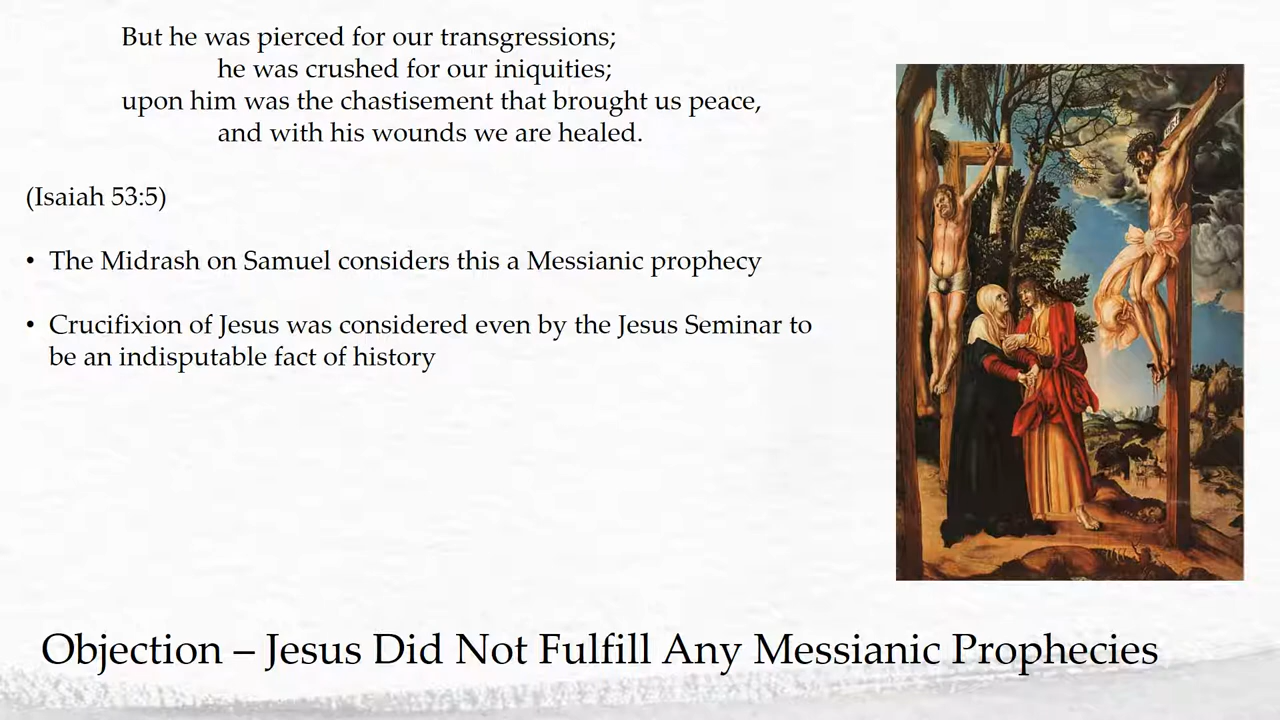 But he was pierced for our transgressions;
he was crushed for our iniquities;
upon him was the chastisement that brought us peace,
and with his wounds we are healed.
(Isaiah 53:5)
• The Midrash on Samuel considers this a Messianic prophecy
• Crucifixion of Jesus was considered even by the Jesus Seminar to
be an indisputable fact of history
Objection – Jesus Did Not Fulfill Any Messianic Prophecies